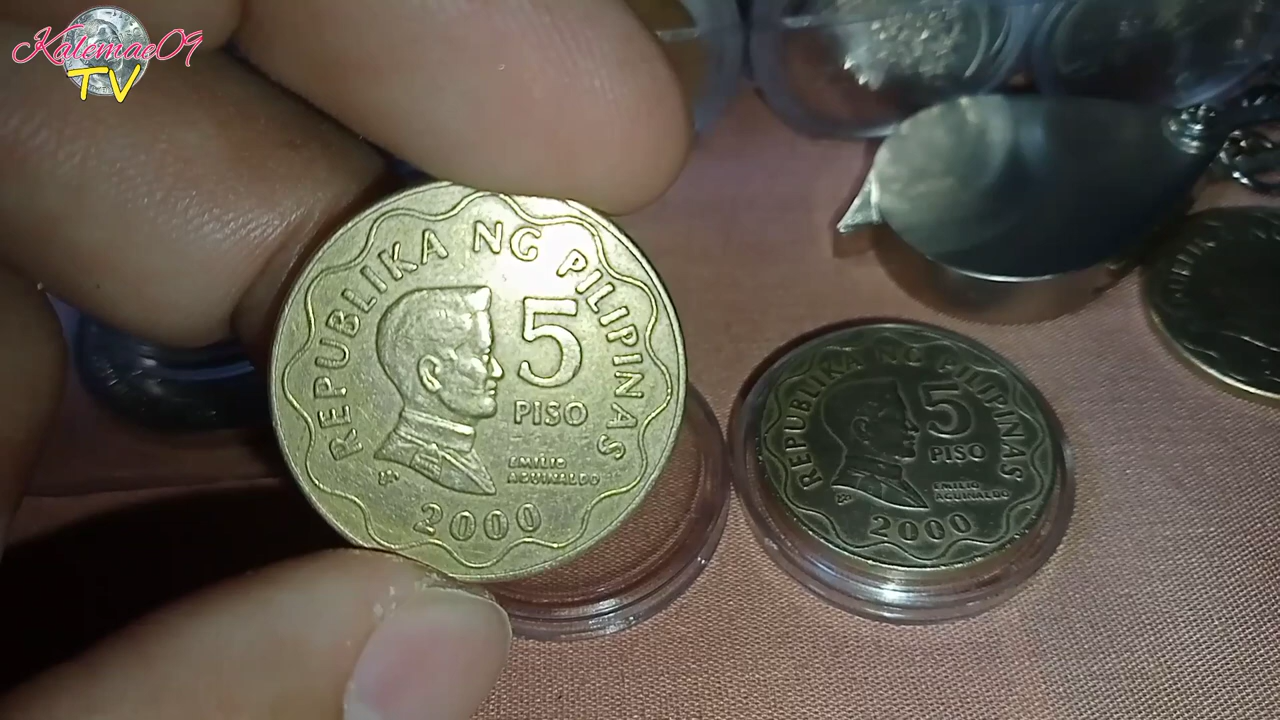 Kalemae09
TV
REPUBLIKA NG PILIPINAS
5
PISO
EMILIO
AGUINALDO
2000
REPUBLIKA NG PILIPINAS
5
PISO
EMILIO
AGUINALDO
2000